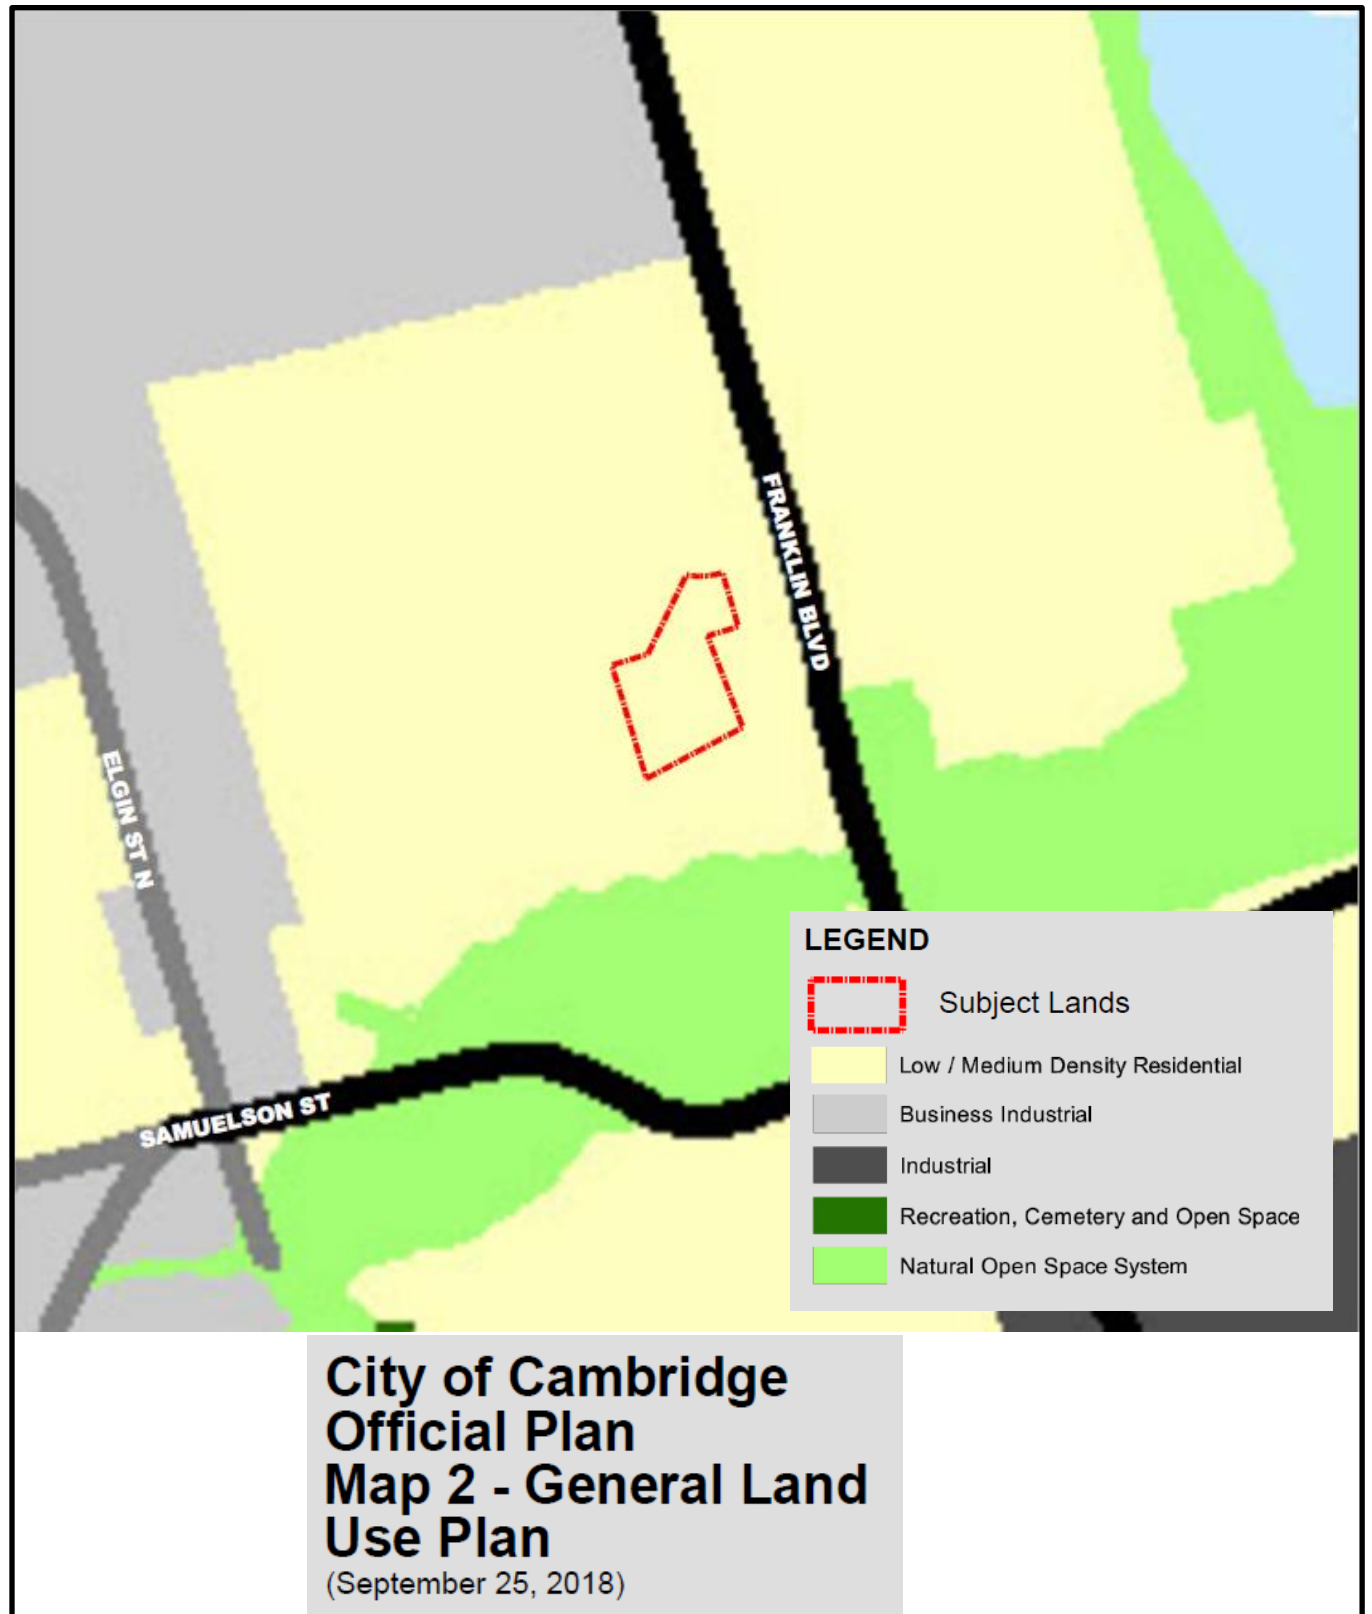 FRANKLIN BLVD
ELGIN ST N
SAMUELSON ST
LEGEND
Subject Lands
Low / Medium Density Residential
Business Industrial
Industrial
Recreation, Cemetery and Open Space
Natural Open Space System
City of Cambridge
Official Plan
Map 2 - General Land
Use Plan
(September 25, 2018)